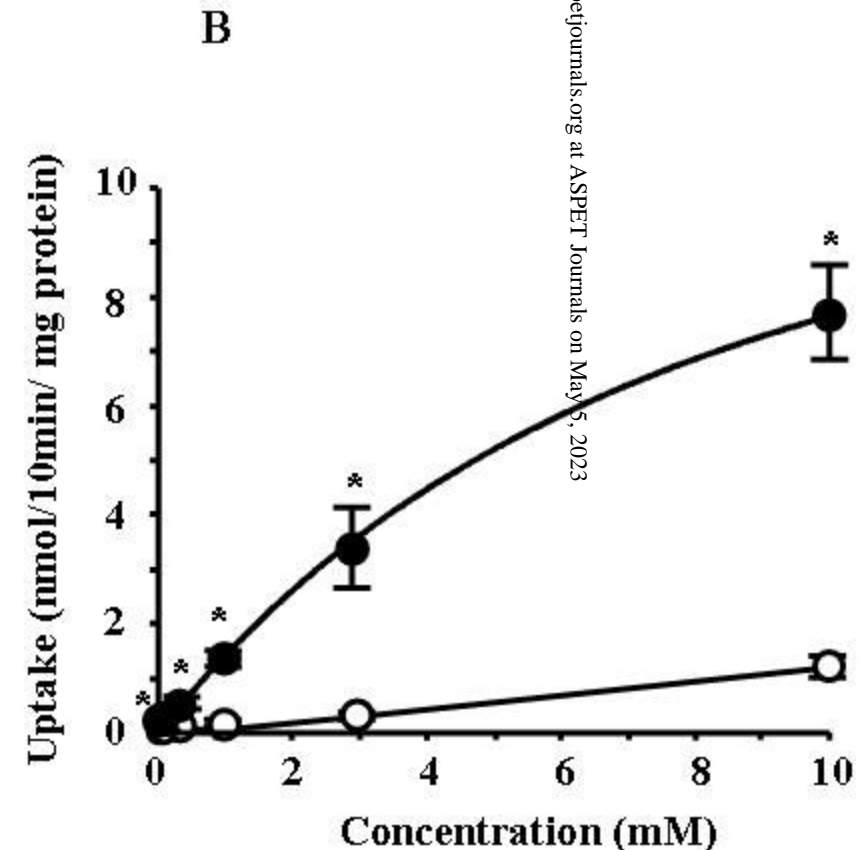 B
petjournals.org at ASPET Journals on May 5, 2023
Uptake (nmol/10min/ mg protein)
10
8
6
4
2
0
*
*
*
*
*
0 2 4 6 8 10
Concentration (mM)